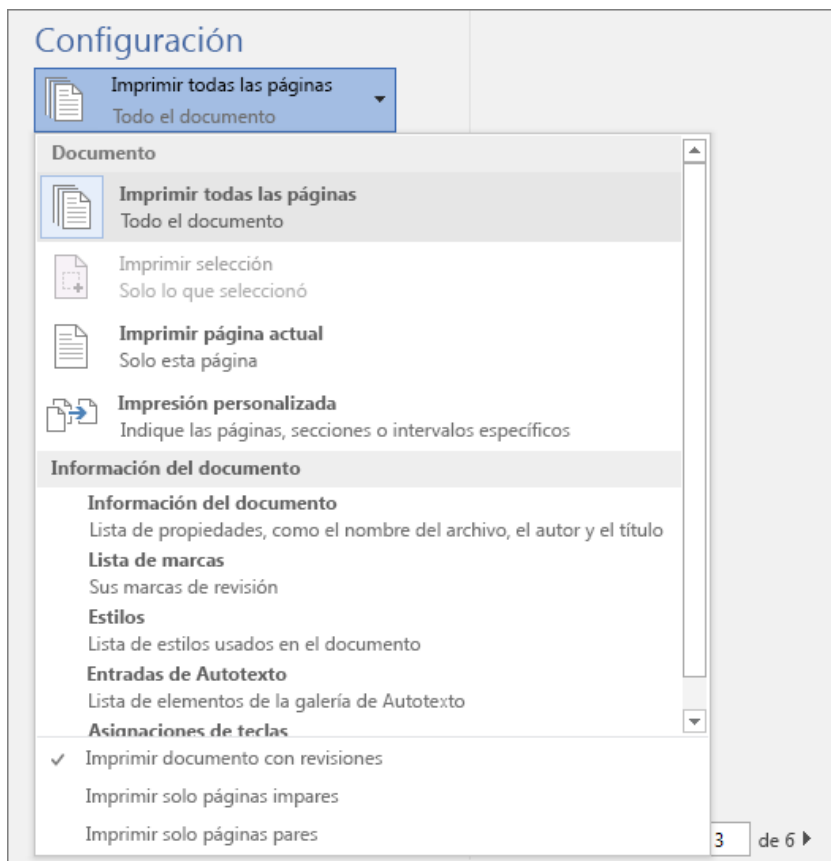 Configuración
Imprimir todas las páginas
Todo el documento
Documento
Imprimir todas las páginas
Todo el documento
Imprimir selección
Solo lo que seleccionó
Imprimir página actual
Solo esta página
Impresión personalizada
Indique las páginas, secciones o intervalos específicos
Información del documento
Información del documento
Lista de propiedades, como el nombre del archivo, el autor y el título
Lista de marcas
Sus marcas de revisión
Estilos
Lista de estilos usados en el documento
Entradas de Autotexto
Lista de elementos de la galería de Autotexto
Asignaciones de teclas
Imprimir documento con revisiones
Imprimir solo páginas impares
Imprimir solo páginas pares
3 de 6